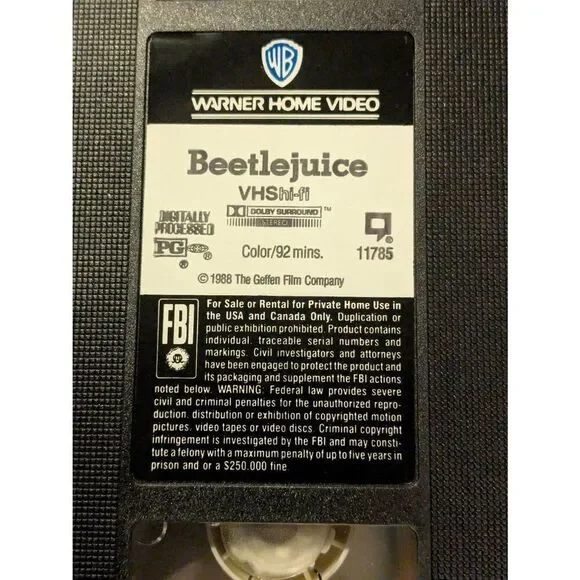 WB
WARNER HOME VIDEO
Beetlejuice
VHS hi-fi
DOLBY SURROUND™
STEREO
DIGITALLY
PROCESSED
PG
®
®
Color/92 mins.
®
11785
© 1988 The Geffen Film Company
FBI
For Sale or Rental for Private Home Use in
the USA and Canada Only. Duplication or
public exhibition prohibited. Product contains
individual, traceable serial numbers and
markings. Civil investigators and attorneys
have been engaged to protect the product and
its packaging and supplement the FBI actions
noted below. WARNING: Federal law provides severe
civil and criminal penalties for the unauthorized repro-
duction, distribution or exhibition of copyrighted motion
pictures, video tapes or video discs. Criminal copyright
infringement is investigated by the FBI and may consti-
tute a felony with a maximum penalty of up to five years in
prison and or a $250,000 fine